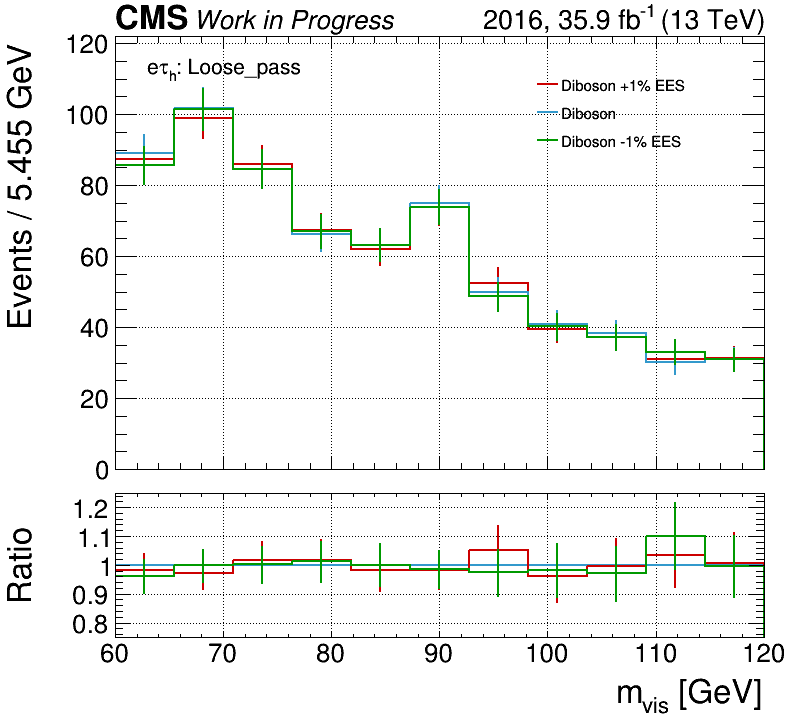 CMS Work in Progress 2016, 35.9 fb-1 (13 TeV)
eτh: Loose_pass
Diboson +1% EES
Diboson
Diboson -1% EES
Events / 5.455 GeV
120
100
80
60
40
20
0
Ratio
1.2
1.1
1
0.9
0.8
60 70 80 90 100 110 120
mvis [GeV]